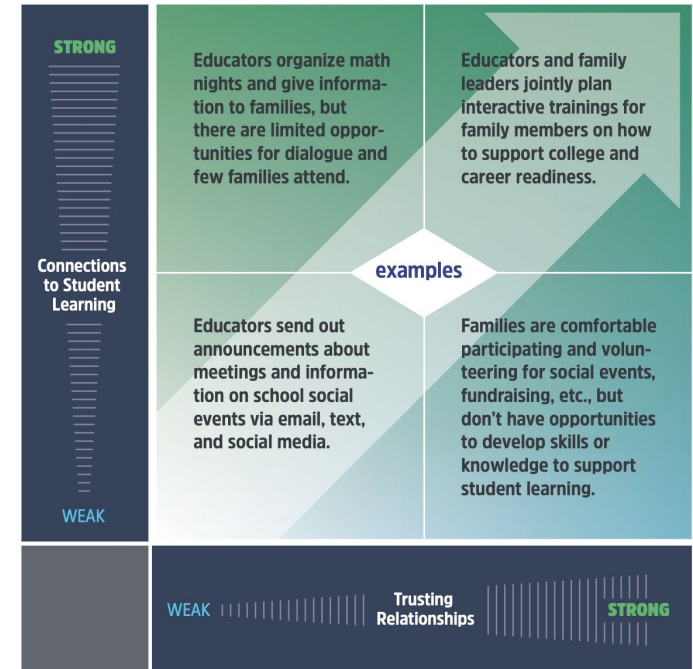 STRONG
Connections
to Student
Learning
WEAK
Educators organize math
nights and give informa-
tion to families, but
there are limited oppor-
tunities for dialogue and
few families attend.
Educators and family
leaders jointly plan
interactive trainings for
family members on how
to support college and
career readiness.
examples
Educators send out
announcements about
meetings and informa-
tion on school social
events via email, text,
and social media.
Families are comfortable
participating and volun-
teering for social events,
fundraising, etc., but
don't have opportunities
to develop skills or
knowledge to support
student learning.
WEAK
Trusting
Relationships
STRONG